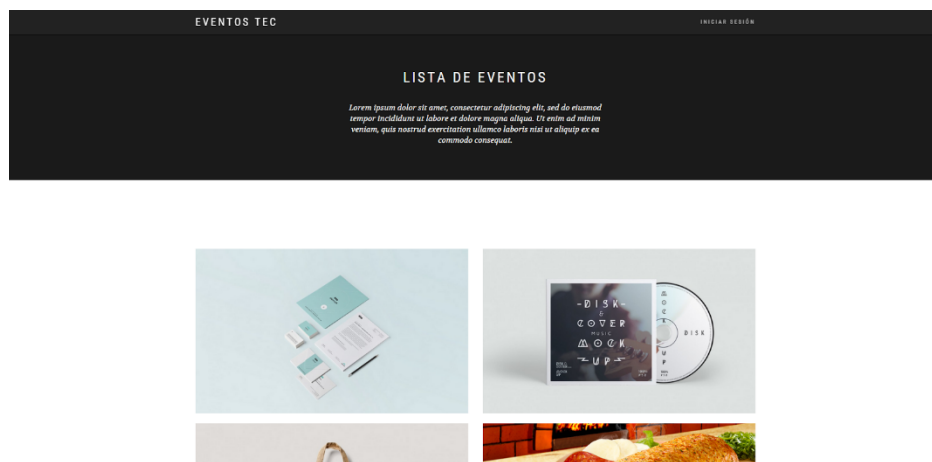 EVENTOS TEC
INICIAR SESIÓN
LISTA DE EVENTOS
Lorem ipsum dolor sit amet, consectetur adipiscing elit, sed do eiusmod
tempor incididunt ut labore et dolore magna aliqua. Ut enim ad minim
veniam, quis nostrud exercitation ullamco laboris nisi ut aliquip ex ea
commodo consequat.
-DISK-
&
COVER
MUSIC
MOCK
-UP-
MOCK
UP
DISK